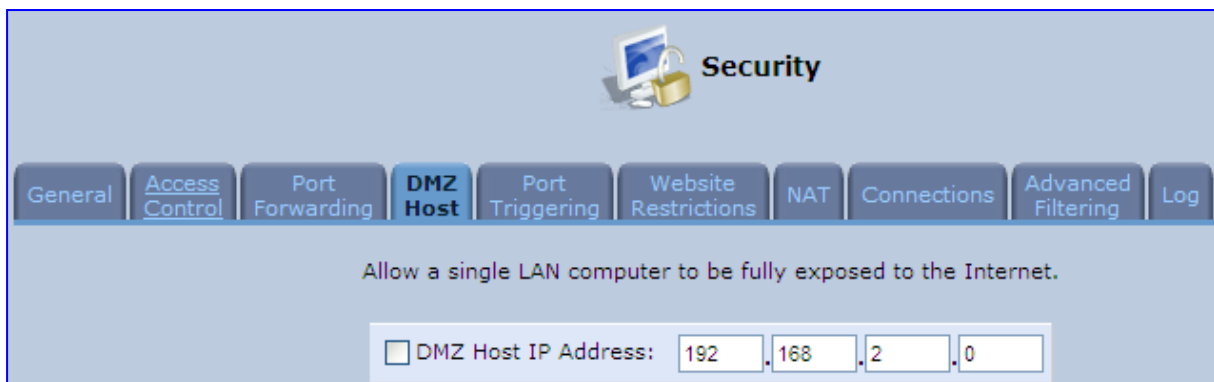 Security
General
Access Control
Port Forwarding
DMZ Host
Port Triggering
Website Restrictions
NAT
Connections
Advanced Filtering
Log
Allow a single LAN computer to be fully exposed to the Internet.
DMZ Host IP Address: 192 . 168 . 2 . 0